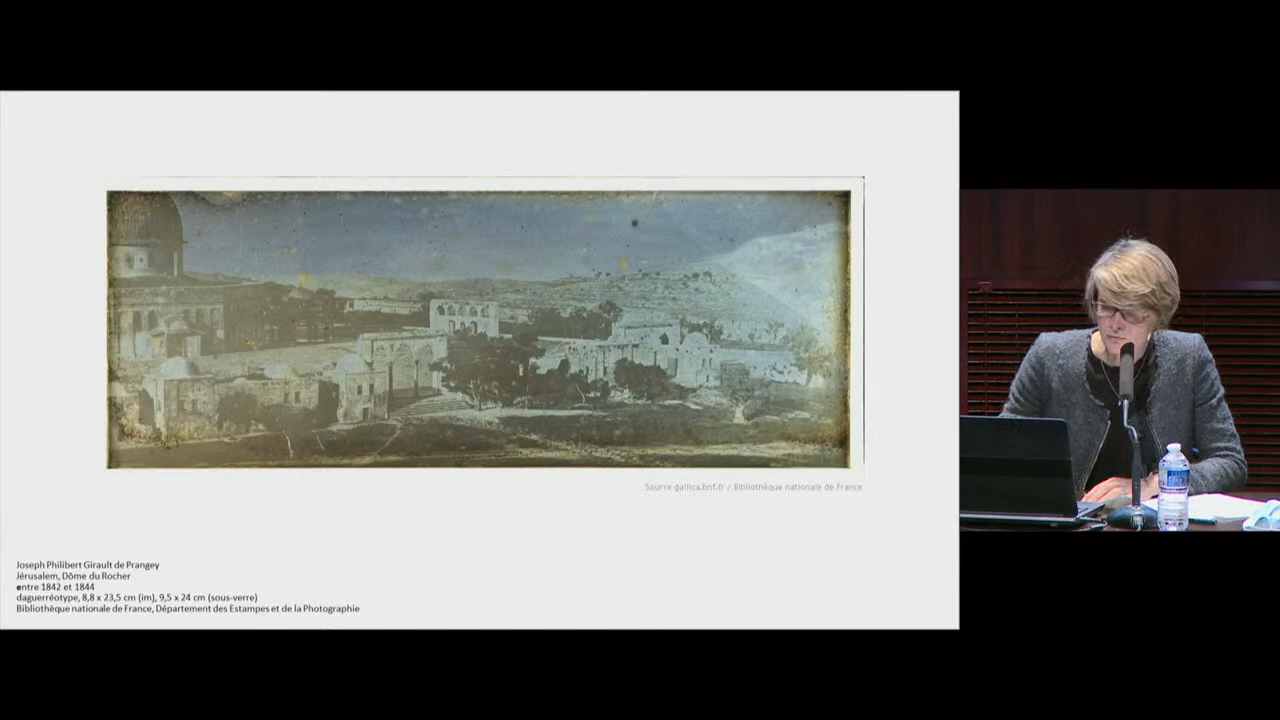 Source gallica.bnf.fr / Bibliothèque nationale de France
Joseph Philibert Girault de Prangey
Jérusalem, Dôme du Rocher
entre 1842 et 1844
daguerréotype, 8,8 x 23,5 cm (im), 9,5 x 24 cm (sous-verre)
Bibliothèque nationale de France, Département des Estampes et de la Photographie